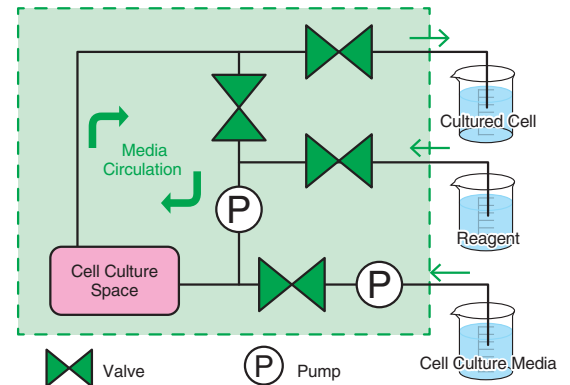 Cultured Cell
Media
Circulation
P
Reagent
Cell Culture
Space
P
Cell Culture Media
Valve
P
Pump